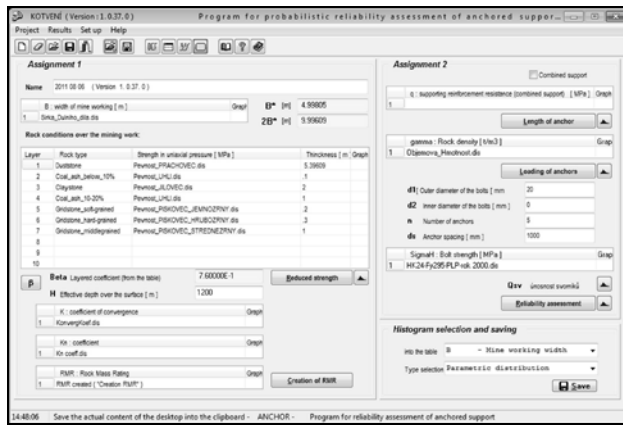 KOTVENÍ ( Version : 1.0.37.0 ) Program for probabilistic reliability assessment of anchored suppor...
Project Results Set up Help
Assignment 1
Name 2011 08 06 ( Version 1. 0.37. 0 )
B : width of mine working [ m ] Graph
1 Sirka_Dulniho_dila.dis
B* [m] 4.99805
2B* [m] 9.99609
Rock conditions over the mining work:
Layer Rock type Strength in uniaxial pressure [ MPa ] Thinckness [ m Graph
1 Duststone Pevnost_PRACHOVEC.dis 5.39609
2 Coal_ash_below_10% Pevnost_UHLI.dis .1
3 Claystone Pevnost_JILOVEC.dis 2
4 Coal_ash_10-20% Pevnost_UHLI.dis 1
5 Gridstone_soft-grained Pevnost_PISKOVEC_JEMNOZRNY.dis .2
6 Gridstone_hard-grained Pevnost_PISKOVEC_HRUBOZRNY.dis .3
7 Gridstone_middlegrained Pevnost_PISKOVEC_STREDNEZRNY.dis 1
8
9
10
β Beta Layered coefficient (from the table) 7.60000E-1 Reduced strength
H Effective depth over the surface [ m ] 1200
K : coefficient of convergence Graph
1 KonvergKoef.dis
Kn : coefficient Graph
1 Kn coeff.dis
RMR : Rock Mass Rating Graph
1 RMR created ( "Creation RMR" )
Creation of RMR
Assignment 2
Combined support
q : supporting reinforcement resistence (combined support) [ MPa ] Graph
1
Length of anchor
gamma : Rock density [ t/m3 ] Graph
1 Objemova_Hmotnost.dis
Loading of anchors
d1 Outer diameter of the bolts [ mm 20
d2 Inner diameter of the bolts [ mm ] 0
n Number of anchors 5
ds Anchor spacing [ mm ] 1000
SigmaH : Bolt strength [ MPa ] Grap
1 HK24-Fy295-PLP-rok 2000.dis
Qsv únosnost svorníků
Reliability assessment
Histogram selection and saving
into the table B - Mine working width
Type selection Parametric distribution
Save
14:48:06 Save the actual content of the desktop into the clipboard - ANCHOR - Program for reliability assessment of anchored support